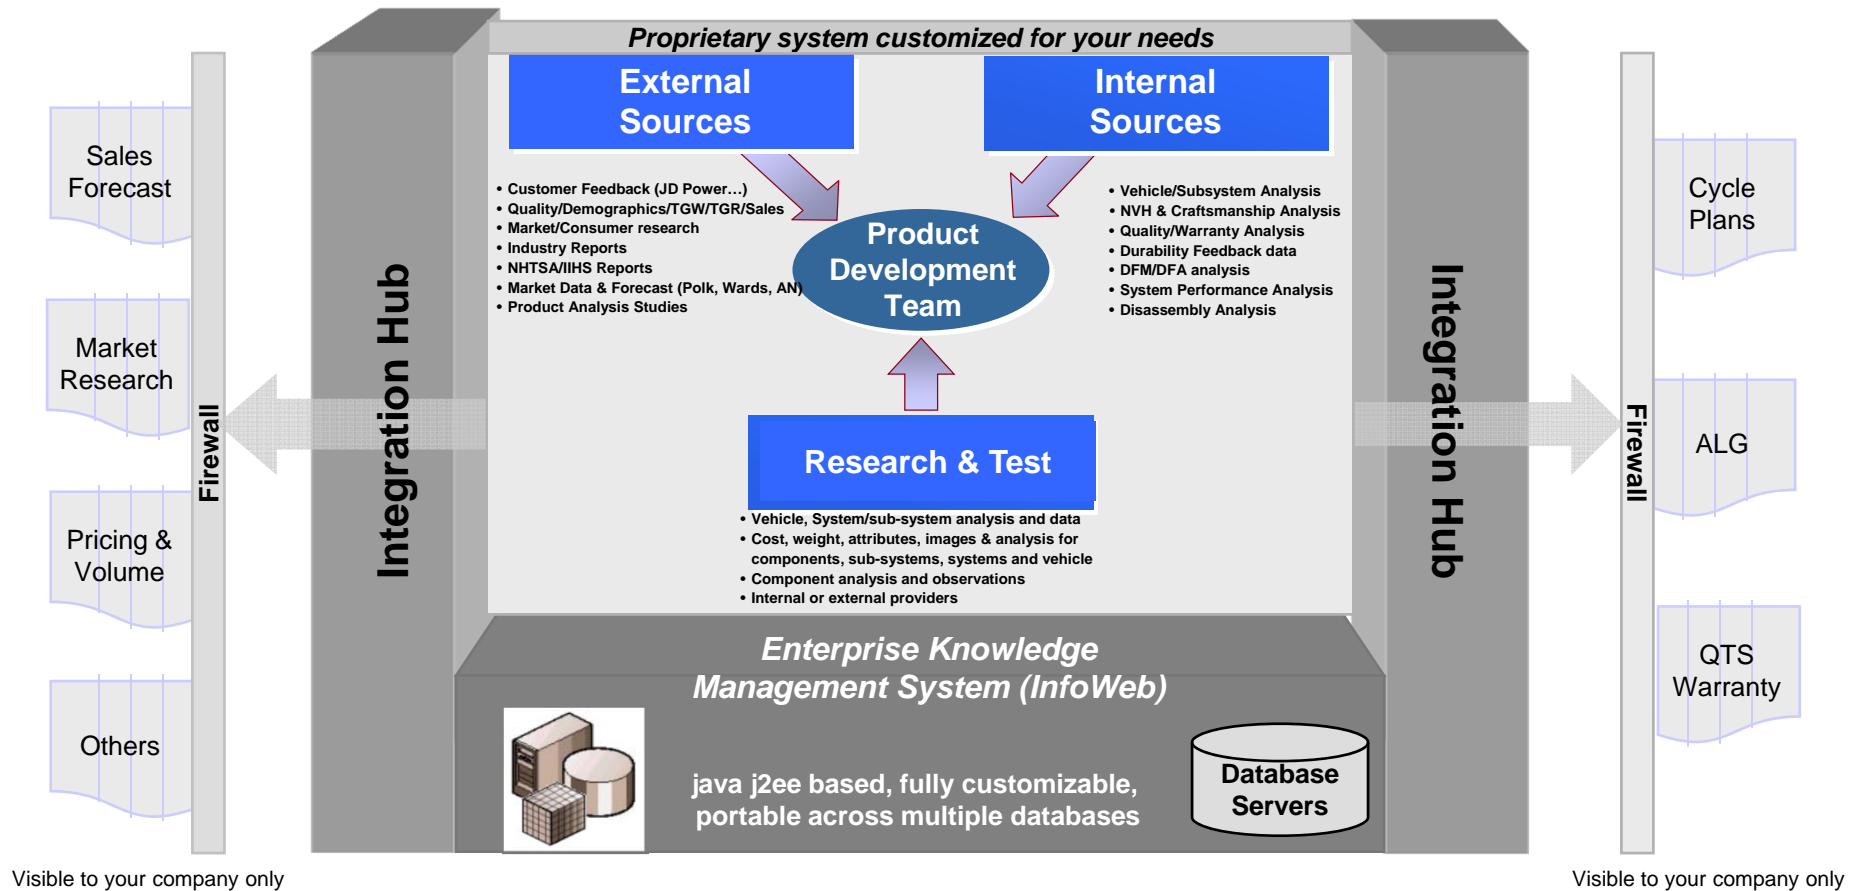 Proprietary system customized for your needs
External
Sources
Internal
Sources
• Customer Feedback (JD Power…)
• Quality/Demographics/TGW/TGR/Sales
• Market/Consumer research
• Industry Reports
• NHTSA/IIHS Reports
• Market Data & Forecast (Polk, Wards, AN)
• Product Analysis Studies
Product
Development
Team
• Vehicle/Subsystem Analysis
• NVH & Craftsmanship Analysis
• Quality/Warranty Analysis
• Durability Feedback data
• DFM/DFA analysis
• System Performance Analysis
• Disassembly Analysis
Research & Test
• Vehicle, System/sub-system analysis and data
• Cost, weight, attributes, images & analysis for
components, sub-systems, systems and vehicle
• Component analysis and observations
• Internal or external providers
Enterprise Knowledge
Management System (InfoWeb)
java j2ee based, fully customizable,
portable across multiple databases
Database
Servers
Integration Hub
Integration Hub
Firewall
Firewall
Sales
Forecast
Market
Research
Pricing &
Volume
Others
Cycle
Plans
ALG
QTS
Warranty
Visible to your company only
Visible to your company only